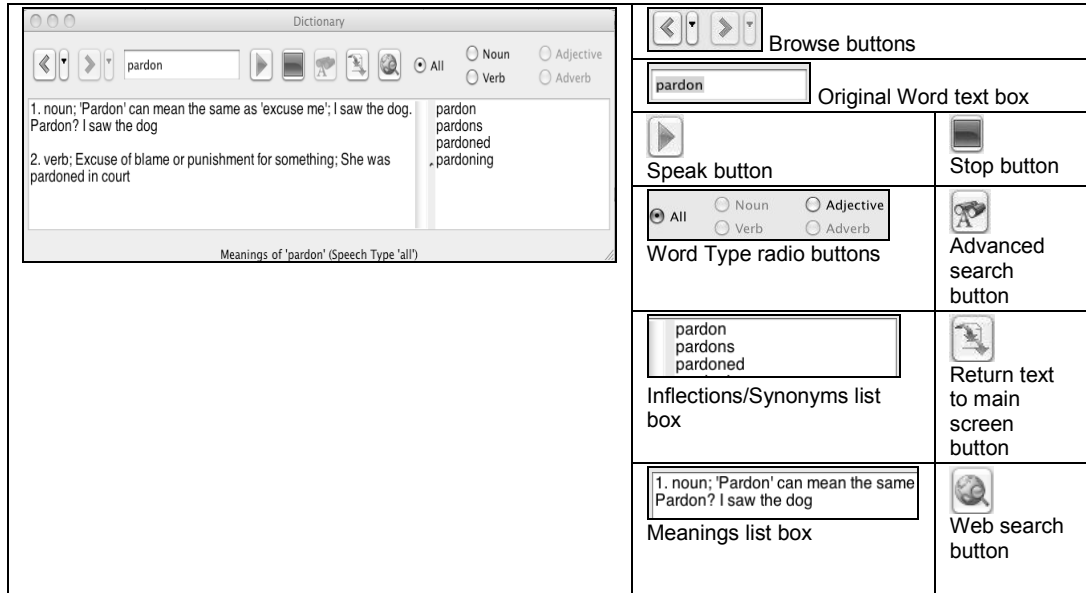 Dictionary
pardon
All
Noun
Adjective
Verb
Adverb
1. noun; 'Pardon' can mean the same as 'excuse me'; I saw the dog.
Pardon? I saw the dog
2. verb; Excuse of blame or punishment for something; She was
pardoned in court
pardon
pardons
pardoned
pardoning
Meanings of 'pardon' (Speech Type 'all')
Browse buttons
pardon
Original Word text box
Speak button
Stop button
All
Noun
Adjective
Verb
Adverb
Word Type radio buttons
Advanced
search
button
pardon
pardons
pardoned
Inflections/Synonyms list
box
Return text
to main
screen
button
1. noun; 'Pardon' can mean the same
Pardon? I saw the dog
Meanings list box
Web search
button